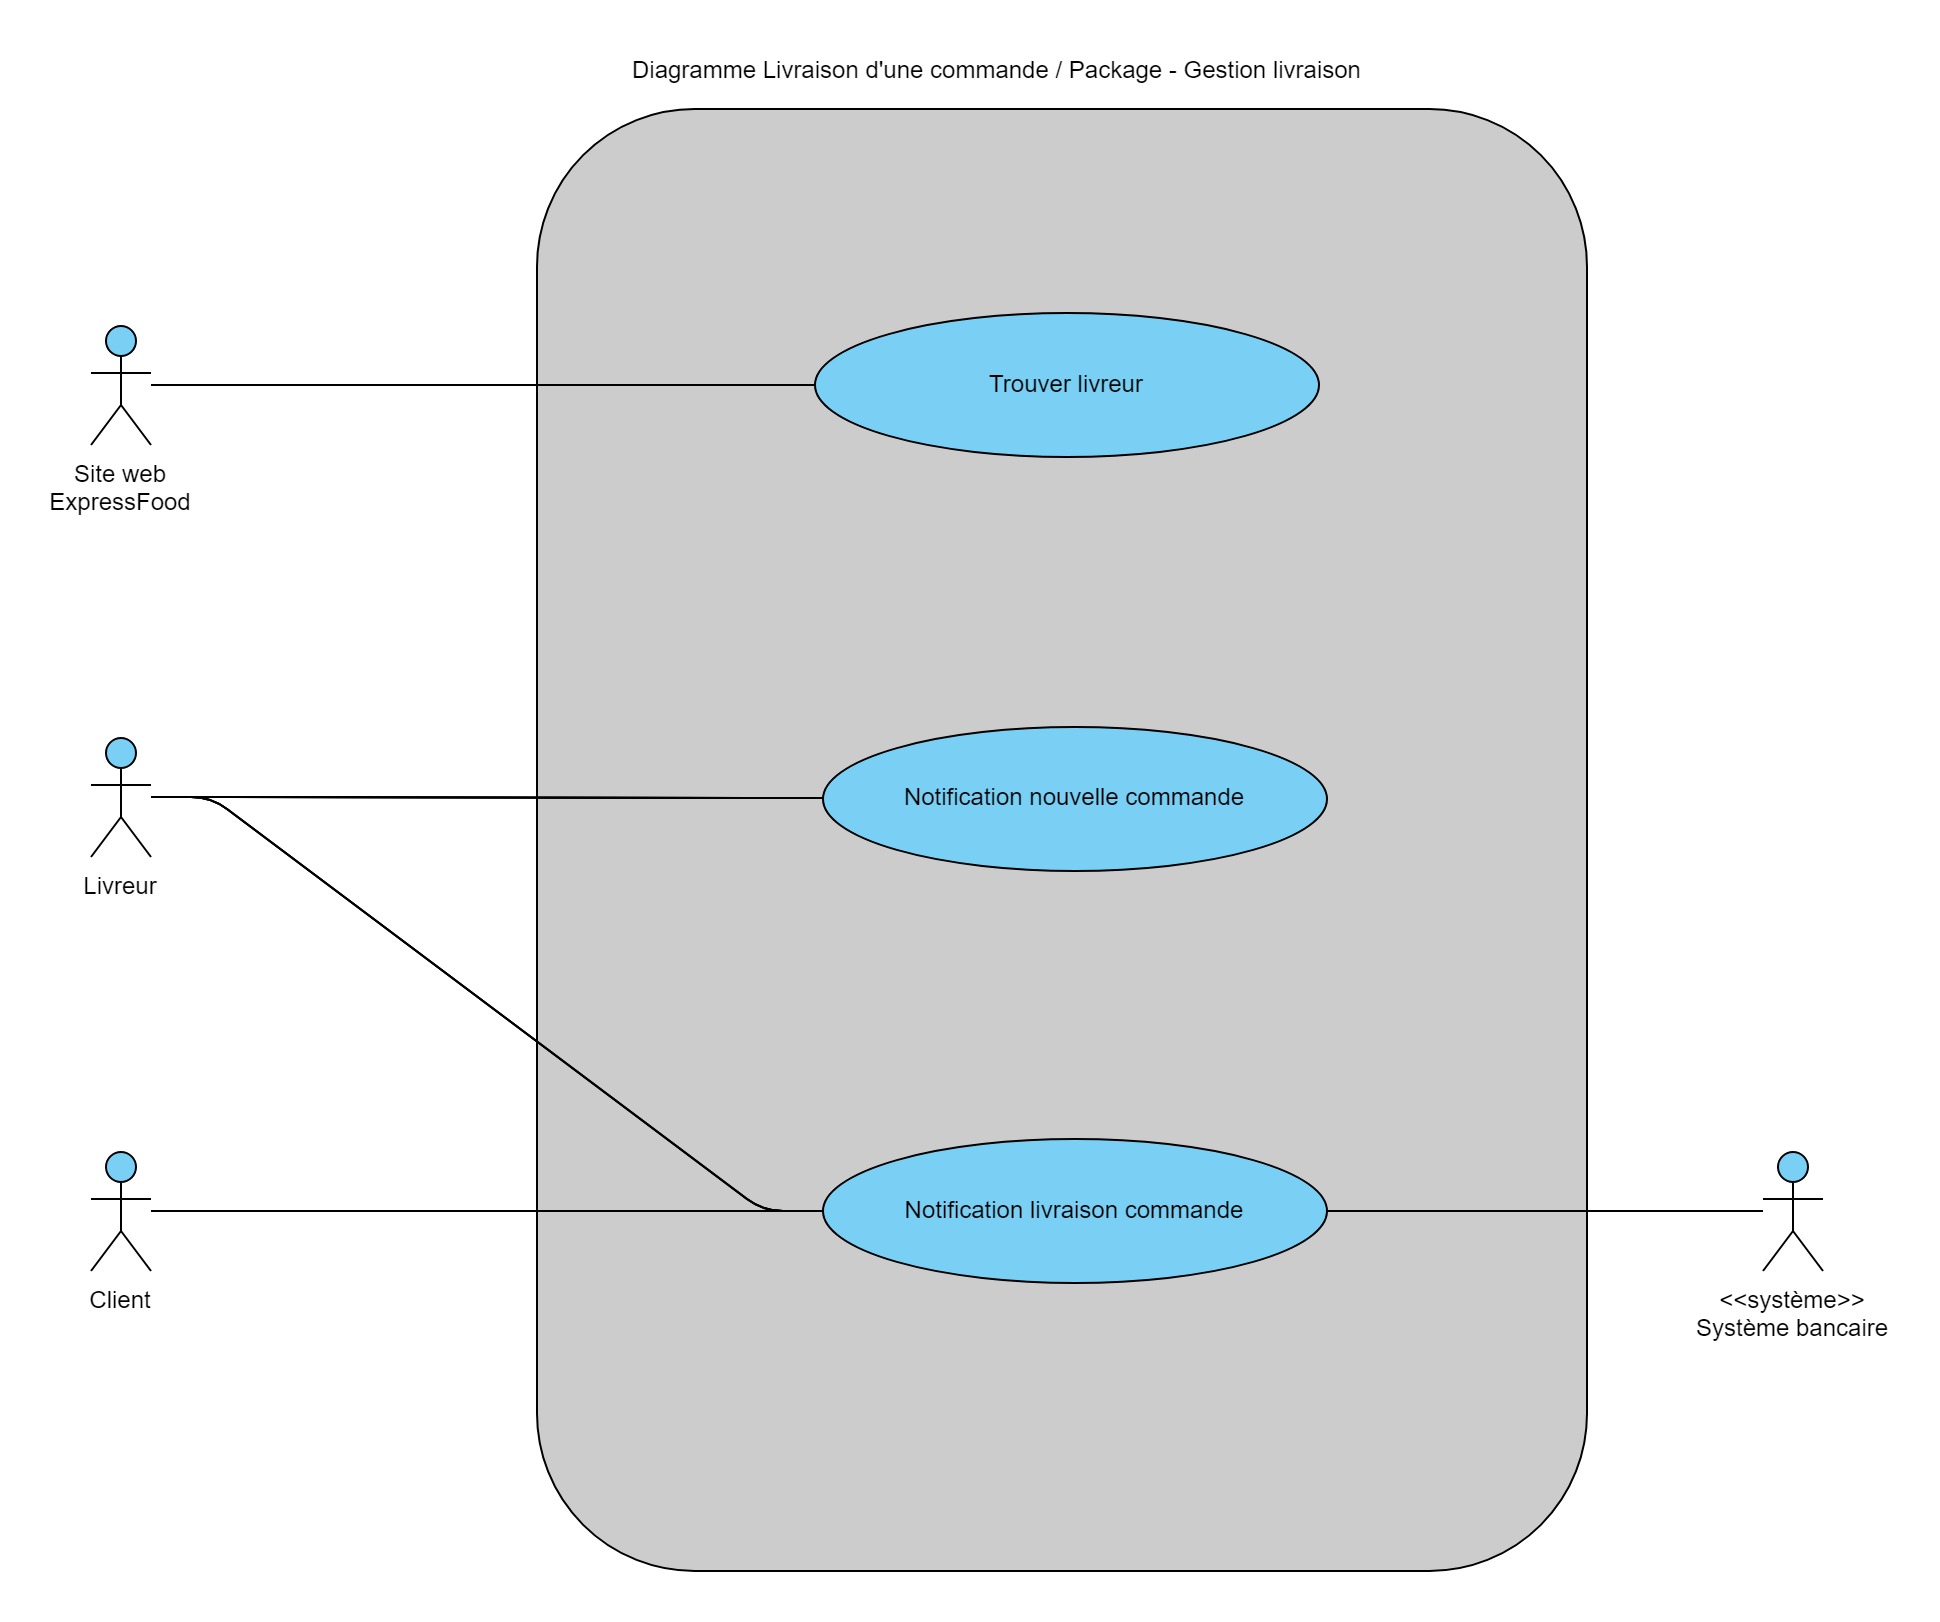 Diagramme Livraison d'une commande / Package - Gestion livraison
Trouver livreur
Site web
ExpressFood
Notification nouvelle commande
Livreur
Notification livraison commande
Client
<<système>>
Système bancaire